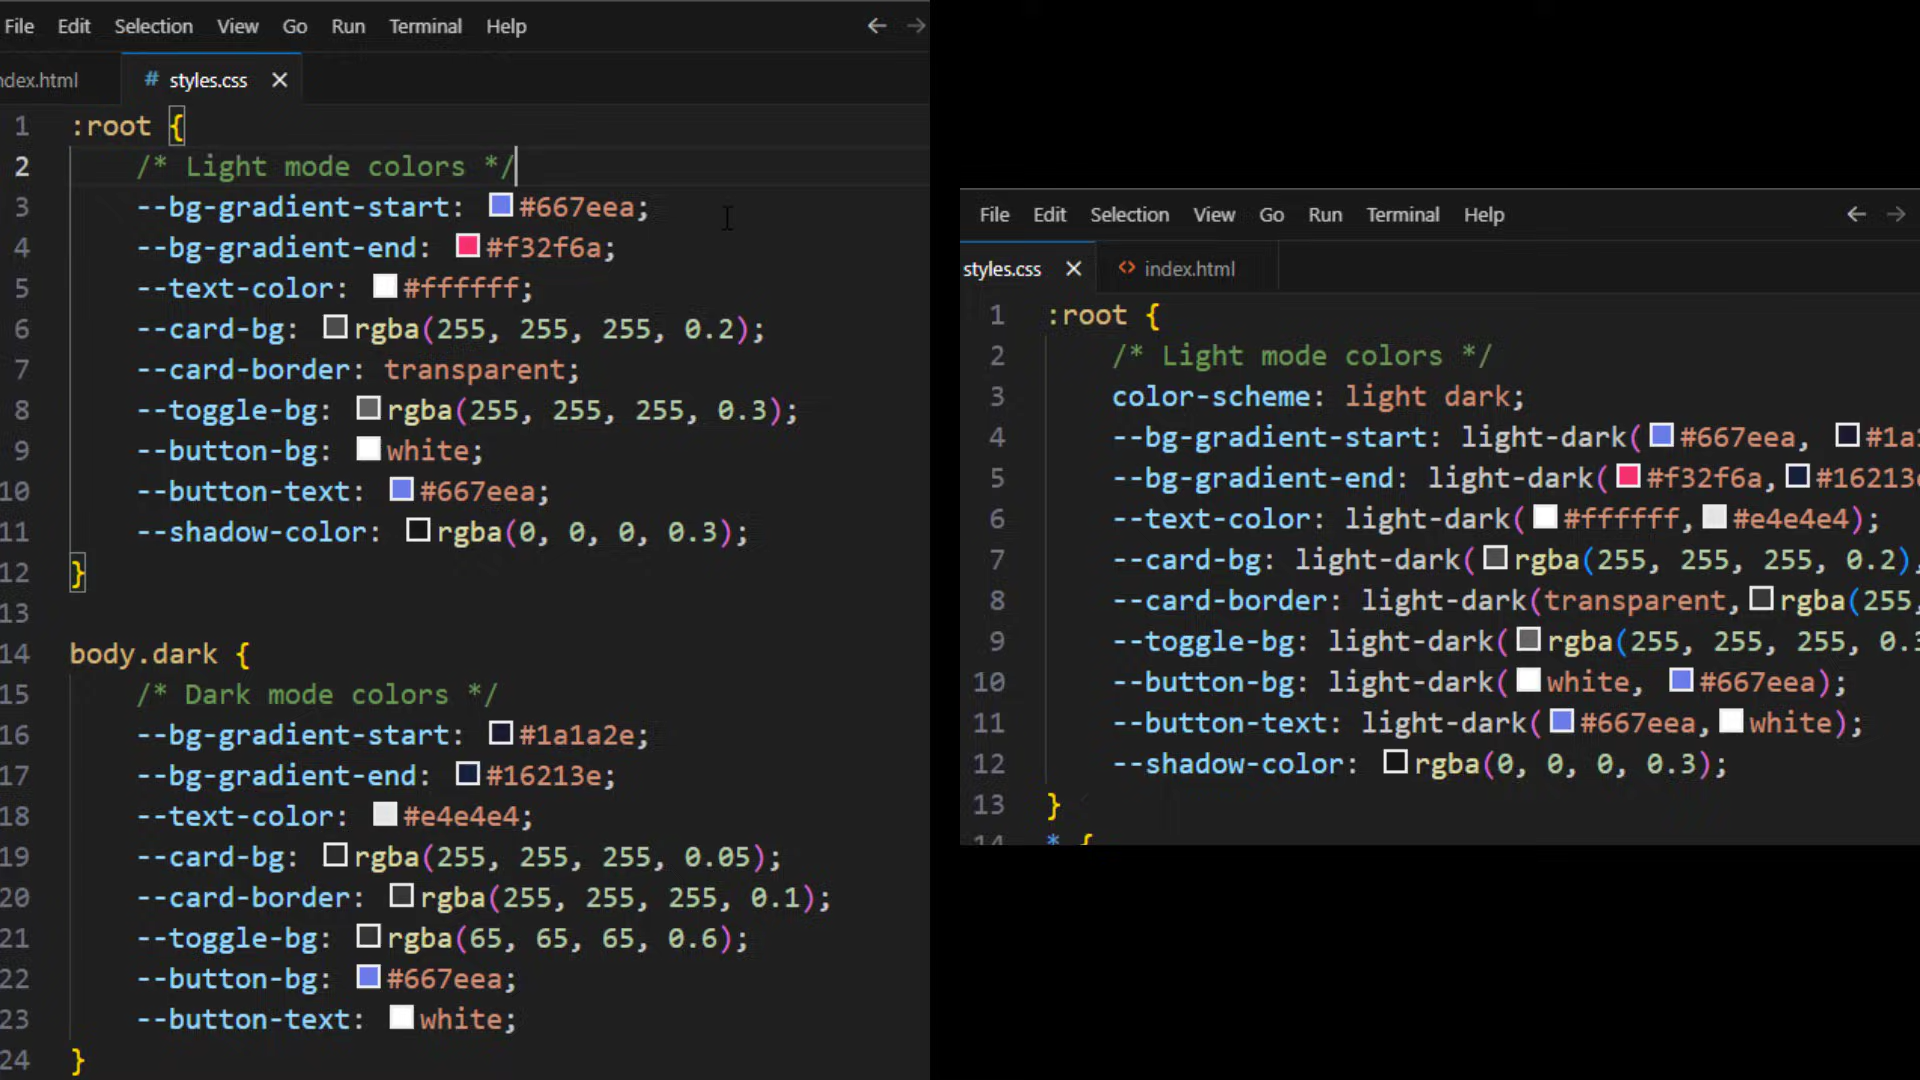 File Edit Selection View Go Run Terminal Help
ndex.html # styles.css
1 :root {
2 /* Light mode colors */
3 --bg-gradient-start: #667eea;
4 --bg-gradient-end: #f32f6a;
5 --text-color: #ffffff;
6 --card-bg: rgba(255, 255, 255, 0.2);
7 --card-border: transparent;
8 --toggle-bg: rgba(255, 255, 255, 0.3);
9 --button-bg: white;
10 --button-text: #667eea;
11 --shadow-color: rgba(0, 0, 0, 0.3);
12 }
13
14 body.dark {
15 /* Dark mode colors */
16 --bg-gradient-start: #1a1a2e;
17 --bg-gradient-end: #16213e;
18 --text-color: #e4e4e4;
19 --card-bg: rgba(255, 255, 255, 0.05);
20 --card-border: rgba(255, 255, 255, 0.1);
21 --toggle-bg: rgba(65, 65, 65, 0.6);
22 --button-bg: #667eea;
23 --button-text: white;
24 }
File Edit Selection View Go Run Terminal Help
styles.css <> index.html
1 :root {
2 /* Light mode colors */
3 color-scheme: light dark;
4 --bg-gradient-start: light-dark( #667eea, #1a
5 --bg-gradient-end: light-dark( #f32f6a, #16213
6 --text-color: light-dark( #ffffff, #e4e4e4);
7 --card-bg: light-dark( rgba(255, 255, 255, 0.2),
8 --card-border: light-dark(transparent, rgba(255,
9 --toggle-bg: light-dark( rgba(255, 255, 255, 0.3
10 --button-bg: light-dark( white, #667eea);
11 --button-text: light-dark( #667eea, white);
12 --shadow-color: rgba(0, 0, 0, 0.3);
13 }
14 * {